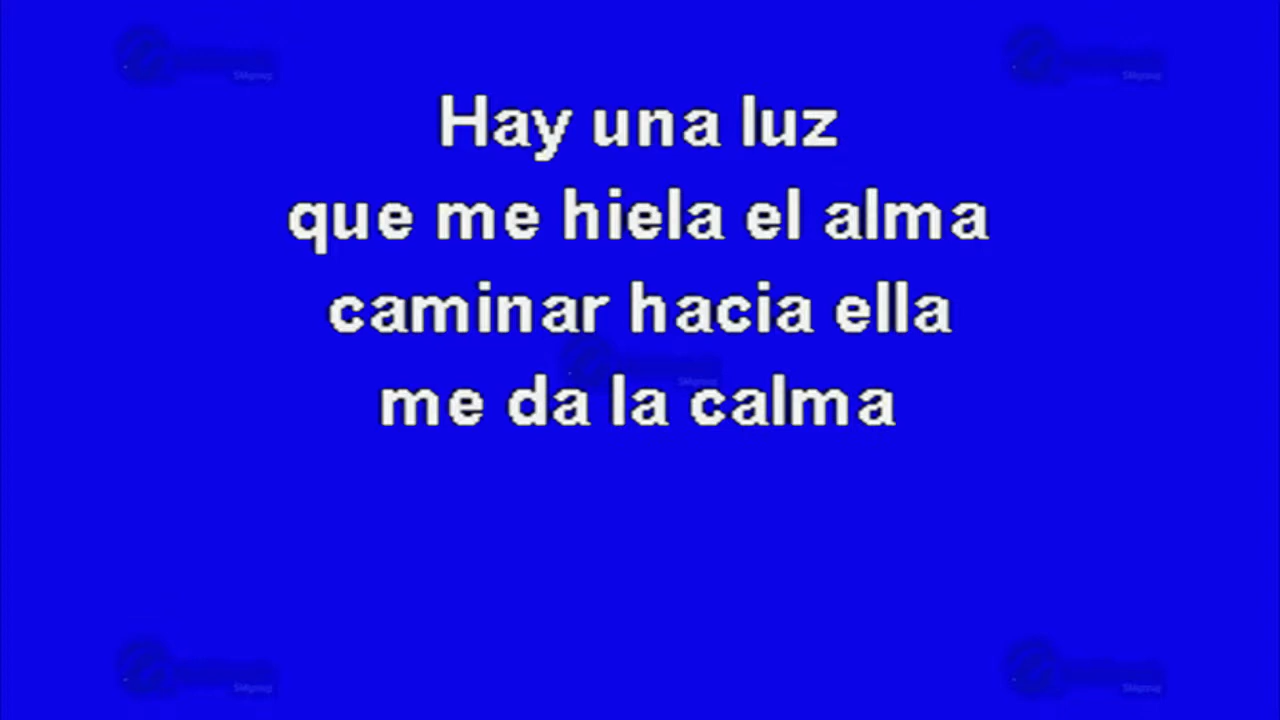 Hay una luz
que me hiela el alma
caminar hacia ella
me da la calma